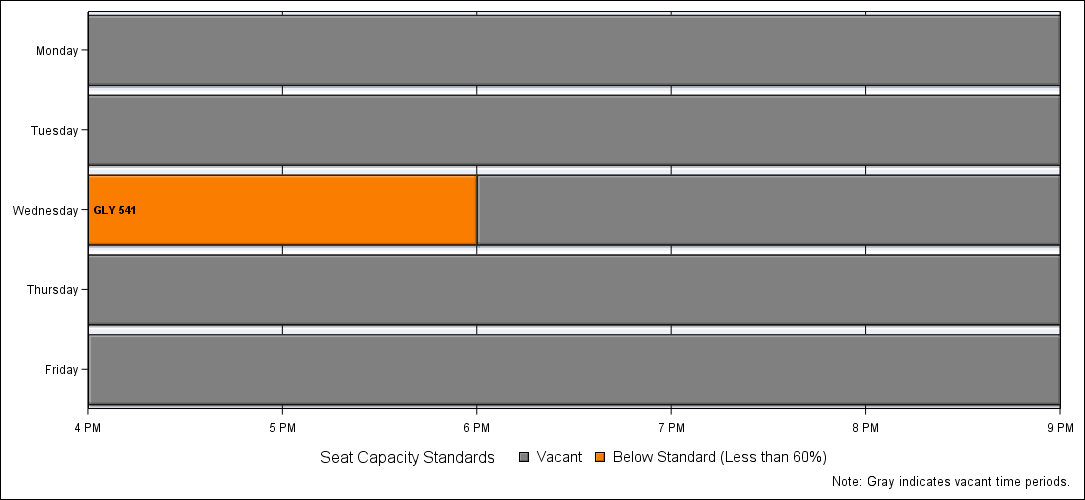 Monday
Tuesday
Wednesday
GLY 541
Thursday
Friday
4 PM 5 PM 6 PM 7 PM 8 PM 9 PM
Seat Capacity Standards Vacant Below Standard (Less than 60%)
Note: Gray indicates vacant time periods.